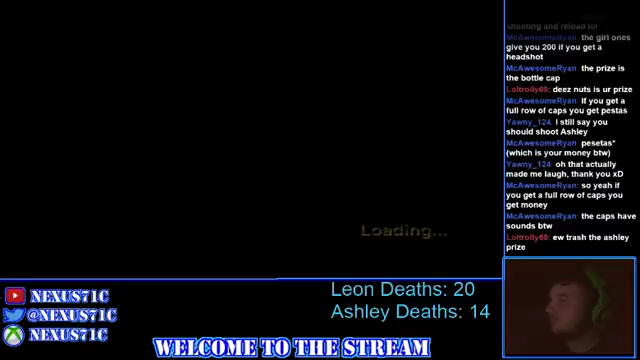 shooting and reload for
McAwesomeRyan the girl ones
give you 200 if you get a
headshot
McAwesomeRyan the prize is
the bottle cap
Loltrolly69: deez nuts is ur prize
McAwesomeRyan if you get a
full row of caps you get pestas
Yawny_124: I still say you
should shoot Ashley
McAwesomeRyan pesetas*
(which is your money btw)
Yawny_124: oh that actually
made me laugh, thank you xD
McAwesomeRyan so yeah if
you get a full row of caps you
get money
McAwesomeRyan the caps have
sounds btw
Loltrolly69: ew trash the ashley
prize
Loading...
Leon Deaths: 20
Ashley Deaths: 14
NEXUS71C
@NEXUS71C
NEXUS71C
WELCOME TO THE STREAM